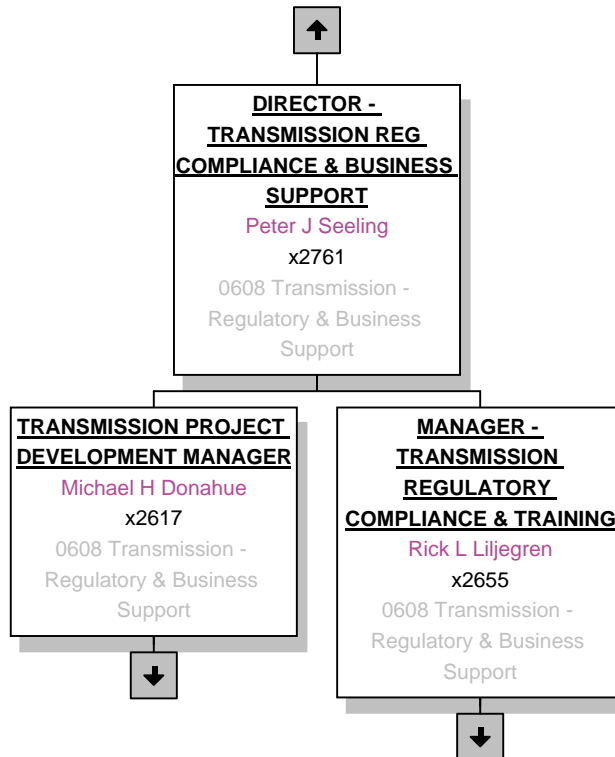 DIRECTOR -
TRANSMISSION REG
COMPLIANCE & BUSINESS
SUPPORT
Peter J Seeling
x2761
0608 Transmission -
Regulatory & Business
Support
TRANSMISSION PROJECT
DEVELOPMENT MANAGER
Michael H Donahue
x2617
0608 Transmission -
Regulatory & Business
Support
MANAGER -
TRANSMISSION
REGULATORY
COMPLIANCE & TRAINING
Rick L Liljegren
x2655
0608 Transmission -
Regulatory & Business
Support